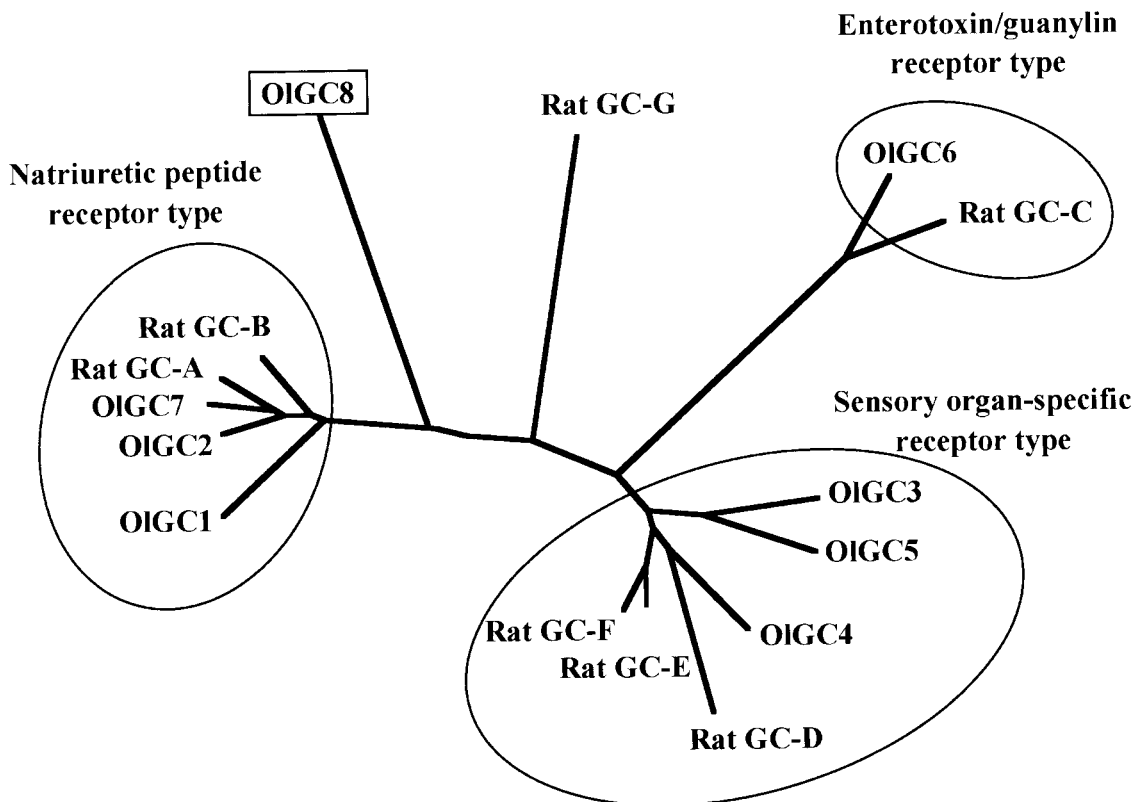 Enterotoxin/guanylin
receptor type
OlGC8
Rat GC-G
OlGC6
Rat GC-C
Natriuretic peptide
receptor type
Rat GC-B
Rat GC-A
OlGC7
OlGC2
OlGC1
Sensory organ-specific
receptor type
OlGC3
OlGC5
OlGC4
Rat GC-F
Rat GC-E
Rat GC-D